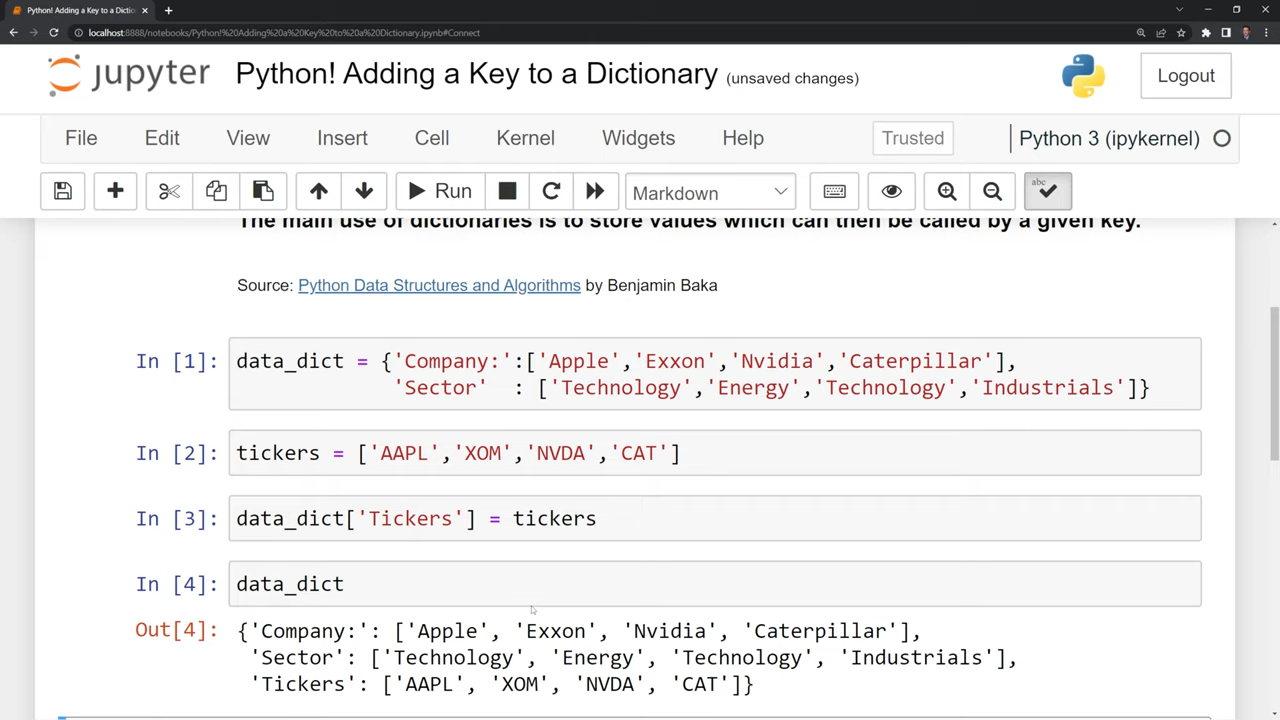 Python! Adding a Key to a Dictio
localhost:8888/notebooks/Python!%20Adding%20a%20Key%20to%20a%20Dictionary.ipynb#Connect
jupyter Python! Adding a Key to a Dictionary (unsaved changes) Logout
File Edit View Insert Cell Kernel Widgets Help Trusted Python 3 (ipykernel)
Run Markdown abc
The main use of dictionaries is to store values which can then be called by a given key.
Source: Python Data Structures and Algorithms by Benjamin Baka
In [1]: data_dict = {'Company:':['Apple','Exxon','Nvidia','Caterpillar'],
'Sector' : ['Technology','Energy','Technology','Industrials']}
In [2]: tickers = ['AAPL','XOM','NVDA','CAT']
In [3]: data_dict['Tickers'] = tickers
In [4]: data_dict
Out[4]: {'Company:': ['Apple', 'Exxon', 'Nvidia', 'Caterpillar'],
'Sector': ['Technology', 'Energy', 'Technology', 'Industrials'],
'Tickers': ['AAPL', 'XOM', 'NVDA', 'CAT']}